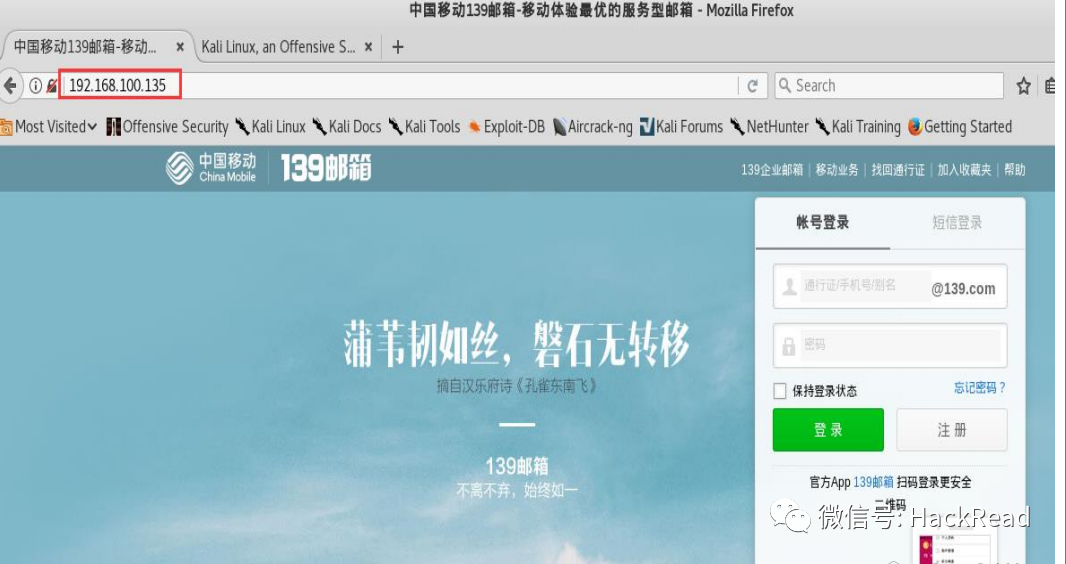 中国移动139邮箱-移动体验最优的服务型邮箱 - Mozilla Firefox
中国移动139邮箱-移动... × Kali Linux, an Offensive S... × +
192.168.100.135 Search
Most Visited Offensive Security Kali Linux Kali Docs Kali Tools Exploit-DB Aircrack-ng Kali Forums NetHunter Kali Training Getting Started
中国移动 China Mobile 139邮箱 139企业邮箱 | 移动业务 | 找回通行证 | 加入收藏夹 | 帮助
帐号登录 短信登录
通行证/手机号/别名 @139.com
蒲苇韧如丝，磐石无转移
密码
摘自汉乐府诗《孔雀东南飞》
保持登录状态 忘记密码？
登 录 注 册
139邮箱
不离不弃，始终如一
官方App 139邮箱 扫码登录更安全
二维码
微信号: HackRead